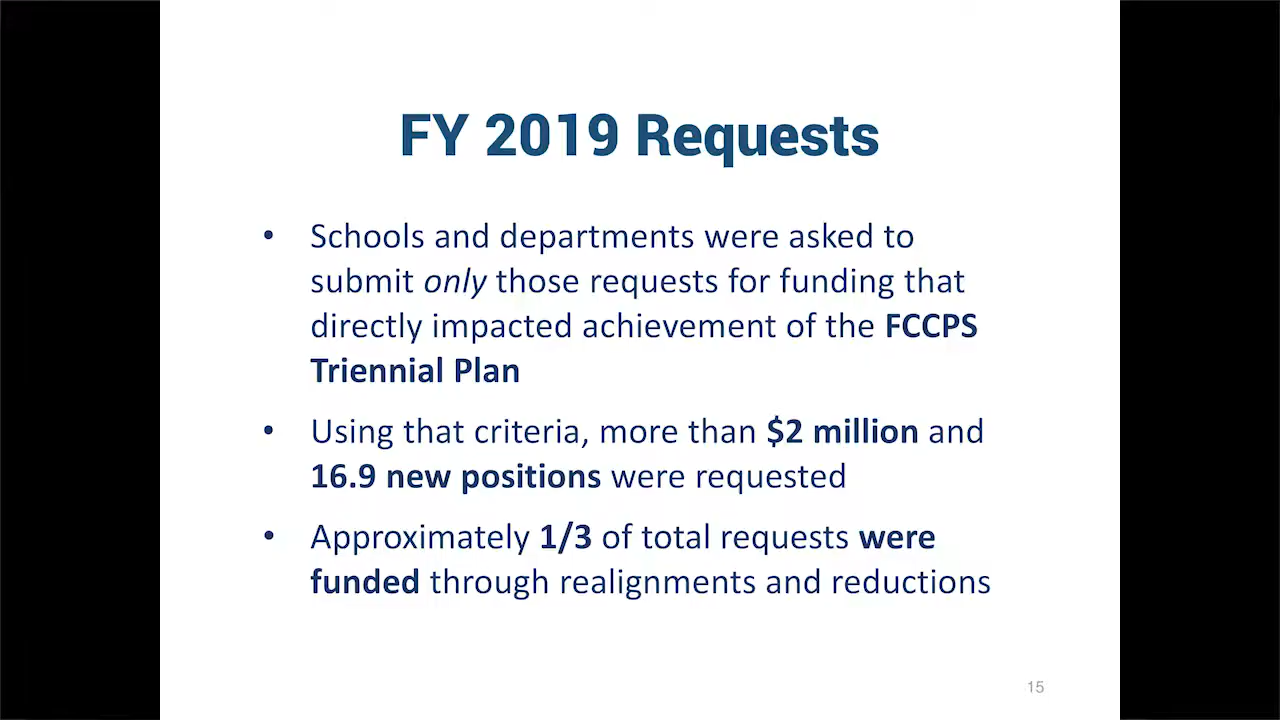 FY 2019 Requests
• Schools and departments were asked to
submit only those requests for funding that
directly impacted achievement of the FCCPS
Triennial Plan
• Using that criteria, more than $2 million and
16.9 new positions were requested
• Approximately 1/3 of total requests were
funded through realignments and reductions
15